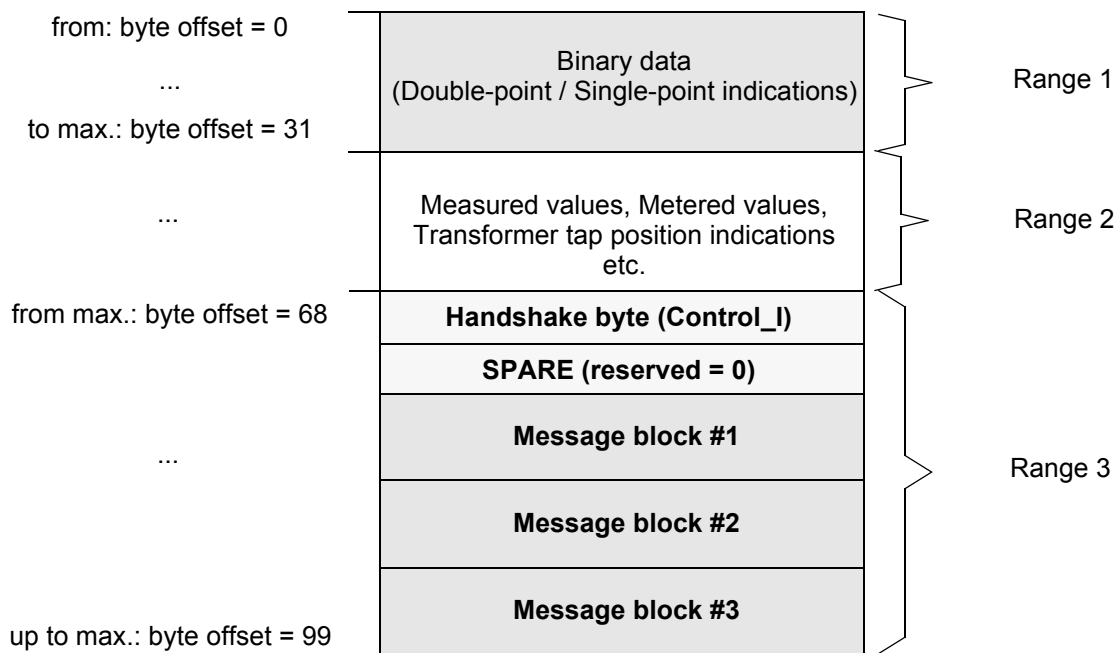 from: byte offset = 0
...
to max.: byte offset = 31
Binary data
(Double-point / Single-point indications)
Range 1
...
Measured values, Metered values,
Transformer tap position indications
etc.
Range 2
from max.: byte offset = 68
Handshake byte (Control_I)
SPARE (reserved = 0)
Message block #1
...
Range 3
Message block #2
Message block #3
up to max.: byte offset = 99